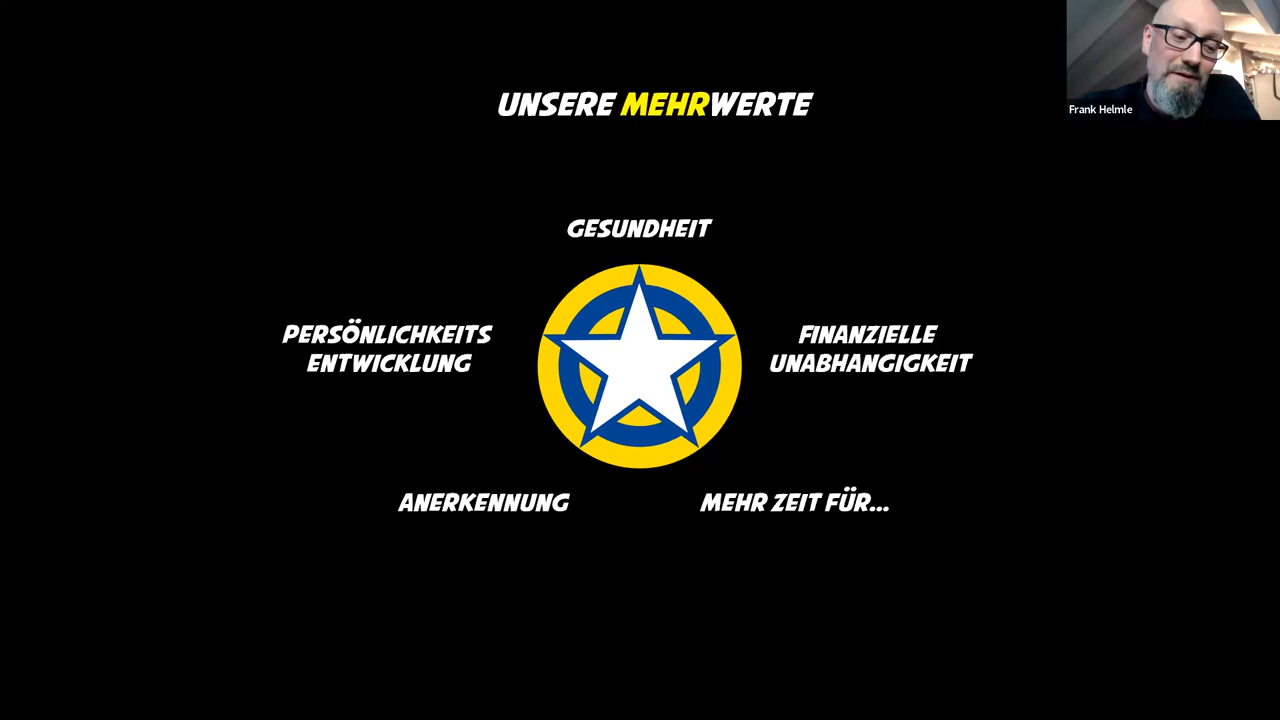 Frank Helmle
UNSERE MEHRWERTE
GESUNDHEIT
PERSÖNLICHKEITS
ENTWICKLUNG
FINANZIELLE
UNABHANGIGKEIT
ANERKENNUNG
MEHR ZEIT FÜR...